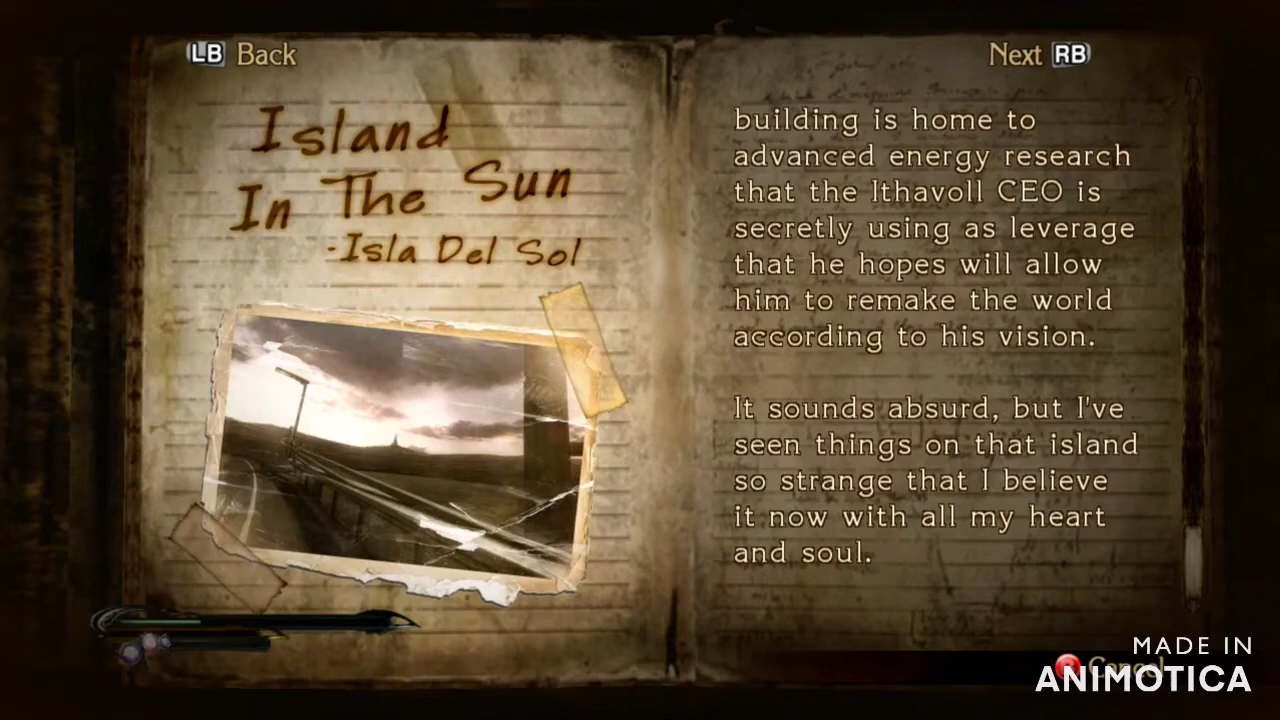 LB Back
Next RB
Island
In The Sun
-Isla Del Sol
building is home to
advanced energy research
that the Ithavoll CEO is
secretly using as leverage
that he hopes will allow
him to remake the world
according to his vision.
It sounds absurd, but I've
seen things on that island
so strange that I believe
it now with all my heart
and soul.
Cancel
MADE IN
ANIMOTICA